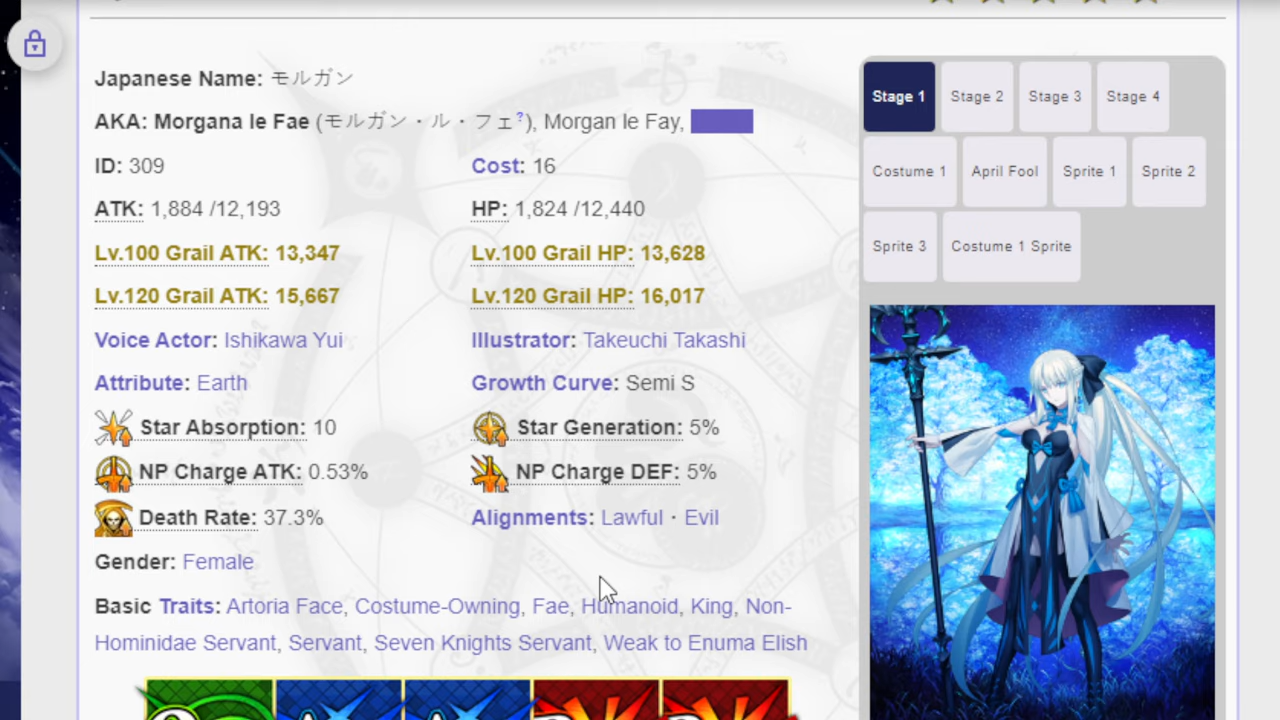 Japanese Name: モルガン
AKA: Morgana le Fae (モルガン・ル・フェ?), Morgan le Fay,
ID: 309
Cost: 16
ATK: 1,884 /12,193
HP: 1,824 /12,440
Lv.100 Grail ATK: 13,347
Lv.100 Grail HP: 13,628
Lv.120 Grail ATK: 15,667
Lv.120 Grail HP: 16,017
Voice Actor: Ishikawa Yui
Illustrator: Takeuchi Takashi
Attribute: Earth
Growth Curve: Semi S
Star Absorption: 10
Star Generation: 5%
NP Charge ATK: 0.53%
NP Charge DEF: 5%
Death Rate: 37.3%
Alignments: Lawful・Evil
Gender: Female
Basic Traits: Artoria Face, Costume-Owning, Fae, Humanoid, King, Non-
Hominidae Servant, Servant, Seven Knights Servant, Weak to Enuma Elish
Stage 1
Stage 2
Stage 3
Stage 4
Costume 1
April Fool
Sprite 1
Sprite 2
Sprite 3
Costume 1 Sprite